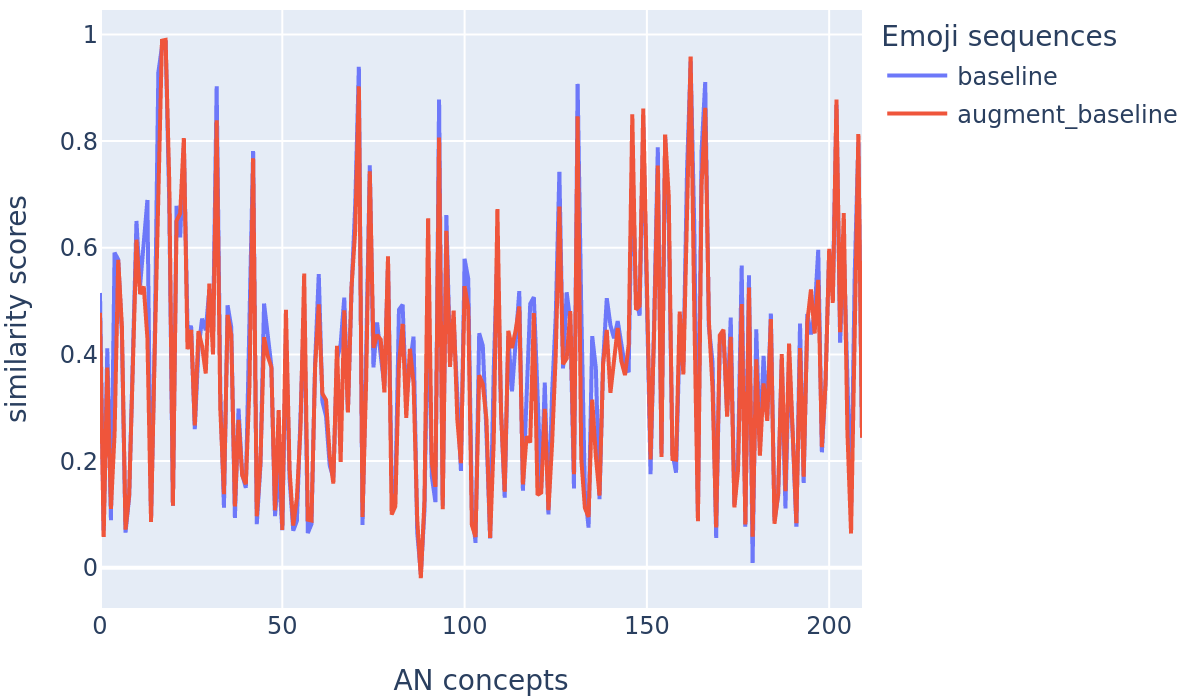 Emoji sequences
baseline
augment_baseline
similarity scores
1
0.8
0.6
0.4
0.2
0
0 50 100 150 200
AN concepts